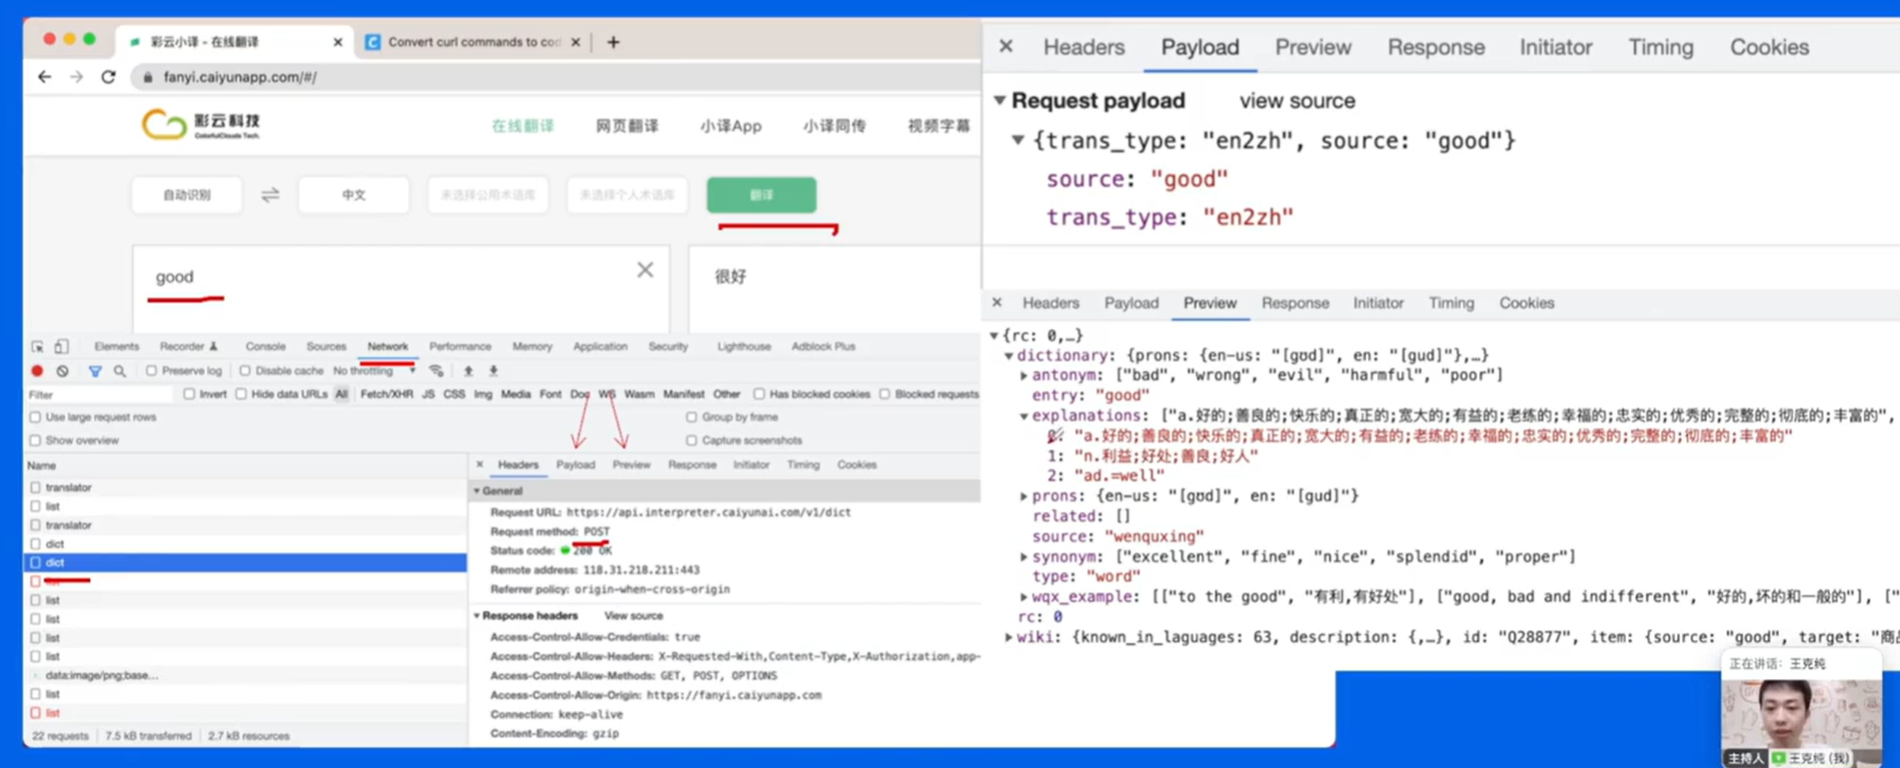 彩云小译 - 在线翻译
Convert curl commands to cod
fanyi.caiyunapp.com/#/
彩云科技
ColorfulClouds Tech.
在线翻译 网页翻译 小译App 小译同传 视频字幕
自动识别 中文 未选择公用术语库 未选择个人术语库 翻译
good
很好
Elements Recorder Console Sources Network Performance Memory Application Security Lighthouse Adblock Plus
Preserve log Disable cache No throttling
Filter Invert Hide data URLs All Fetch/XHR JS CSS Img Media Font Doc WS Wasm Manifest Other Has blocked cookies Blocked requests
Use large request rows Group by frame
Show overview Capture screenshots
Name
translator
list
translator
dict
dict
list
list
list
list
data:image/png;base...
list
list
22 requests 7.5 kB transferred 2.7 kB resources
Headers Payload Preview Response Initiator Timing Cookies
General
Request URL: https://api.interpreter.caiyunai.com/v1/dict
Request method: POST
Status code: 200 OK
Remote address: 118.31.218.211:443
Referrer policy: origin-when-cross-origin
Response headers View source
Access-Control-Allow-Credentials: true
Access-Control-Allow-Headers: X-Requested-With,Content-Type,X-Authorization,app-
Access-Control-Allow-Methods: GET, POST, OPTIONS
Access-Control-Allow-Origin: https://fanyi.caiyunapp.com
Connection: keep-alive
Content-Encoding: gzip
Headers Payload Preview Response Initiator Timing Cookies
Request payload view source
{trans_type: "en2zh", source: "good"}
source: "good"
trans_type: "en2zh"
Headers Payload Preview Response Initiator Timing Cookies
{rc: 0,…}
dictionary: {prons: {en-us: "[gʊd]", en: "[gud]"},…}
antonym: ["bad", "wrong", "evil", "harmful", "poor"]
entry: "good"
explanations: ["a.好的;善良的;快乐的;真正的;宽大的;有益的;老练的;幸福的;忠实的;优秀的;完整的;彻底的;丰富的",
"a.好的;善良的;快乐的;真正的;宽大的;有益的;老练的;幸福的;忠实的;优秀的;完整的;彻底的;丰富的"
1: "n.利益;好处;善良;好人"
2: "ad.=well"
prons: {en-us: "[gʊd]", en: "[gud]"}
related: []
source: "wenquxing"
synonym: ["excellent", "fine", "nice", "splendid", "proper"]
type: "word"
wqx_example: [["to the good", "有利,有好处"], ["good, bad and indifferent", "好的,坏的和一般的"], ["
rc: 0
wiki: {known_in_laguages: 63, description: {,…}, id: "Q28877", item: {source: "good", target: "商
正在讲话: 王克纯
主持人 王克纯 (我)